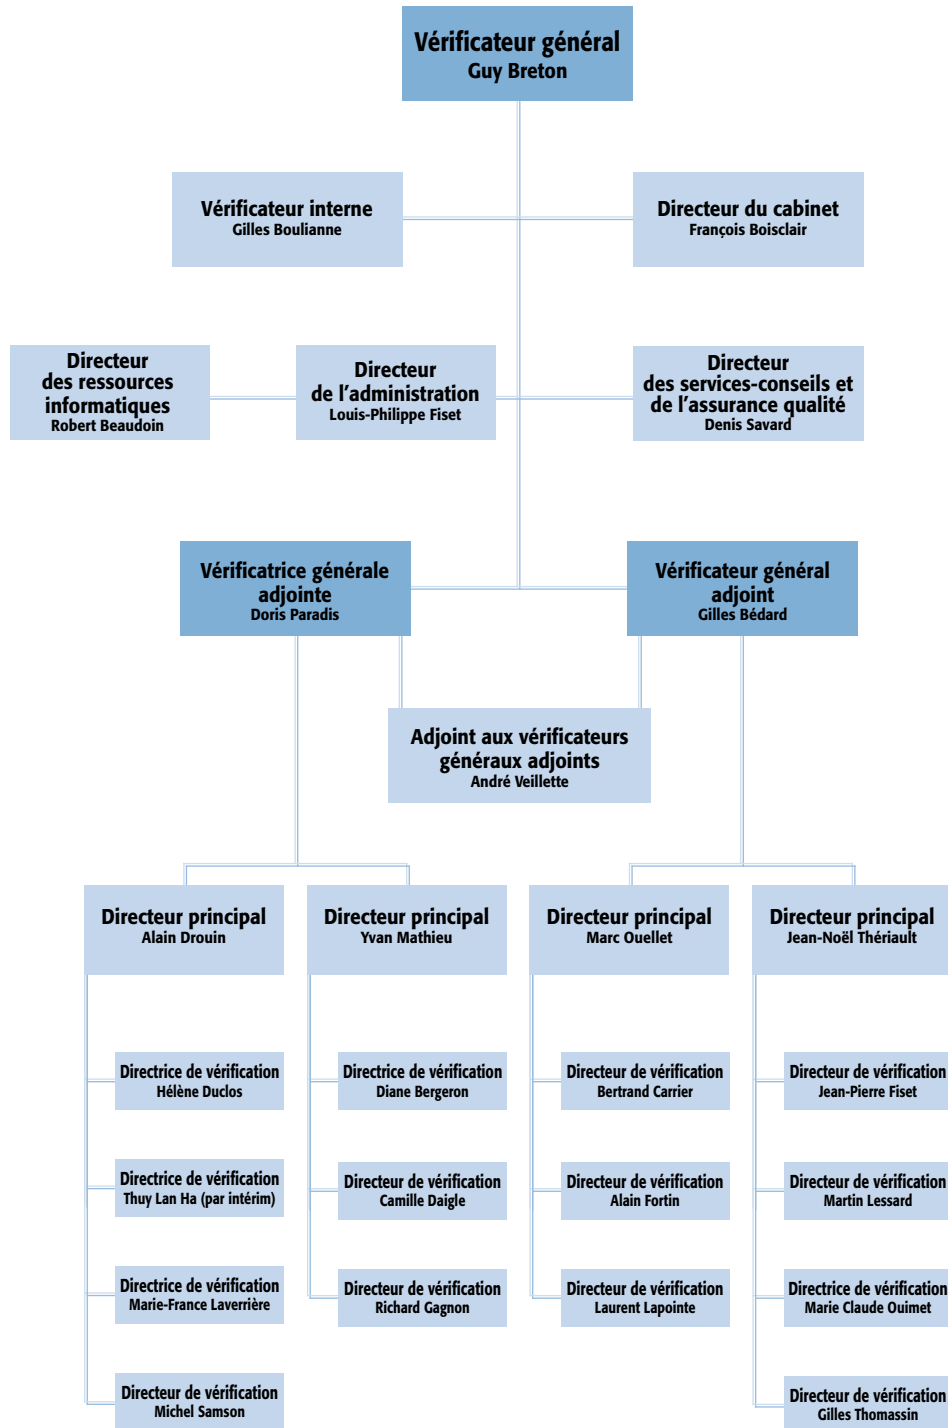 Vérificateur général
Guy Breton
Vérificateur interne
Gilles Boulianne
Directeur du cabinet
François Boisclair
Directeur
des ressources
informatiques
Robert Beaudoin
Directeur
de l'administration
Louis-Philippe Fiset
Directeur
des services-conseils et
de l'assurance qualité
Denis Savard
Vérificatrice générale
adjointe
Doris Paradis
Vérificateur général
adjoint
Gilles Bédard
Adjoint aux vérificateurs
généraux adjoints
André Veillette
Directeur principal
Alain Drouin
Directeur principal
Yvan Mathieu
Directeur principal
Marc Ouellet
Directeur principal
Jean-Noël Thériault
Directrice de vérification
Hélène Duclos
Directrice de vérification
Diane Bergeron
Directeur de vérification
Bertrand Carrier
Directeur de vérification
Jean-Pierre Fiset
Directrice de vérification
Thuy Lan Ha (par intérim)
Directeur de vérification
Camille Daigle
Directeur de vérification
Alain Fortin
Directeur de vérification
Martin Lessard
Directrice de vérification
Marie-France Laverrière
Directeur de vérification
Richard Gagnon
Directeur de vérification
Laurent Lapointe
Directrice de vérification
Marie Claude Ouimet
Directeur de vérification
Michel Samson
Directeur de vérification
Gilles Thomassin